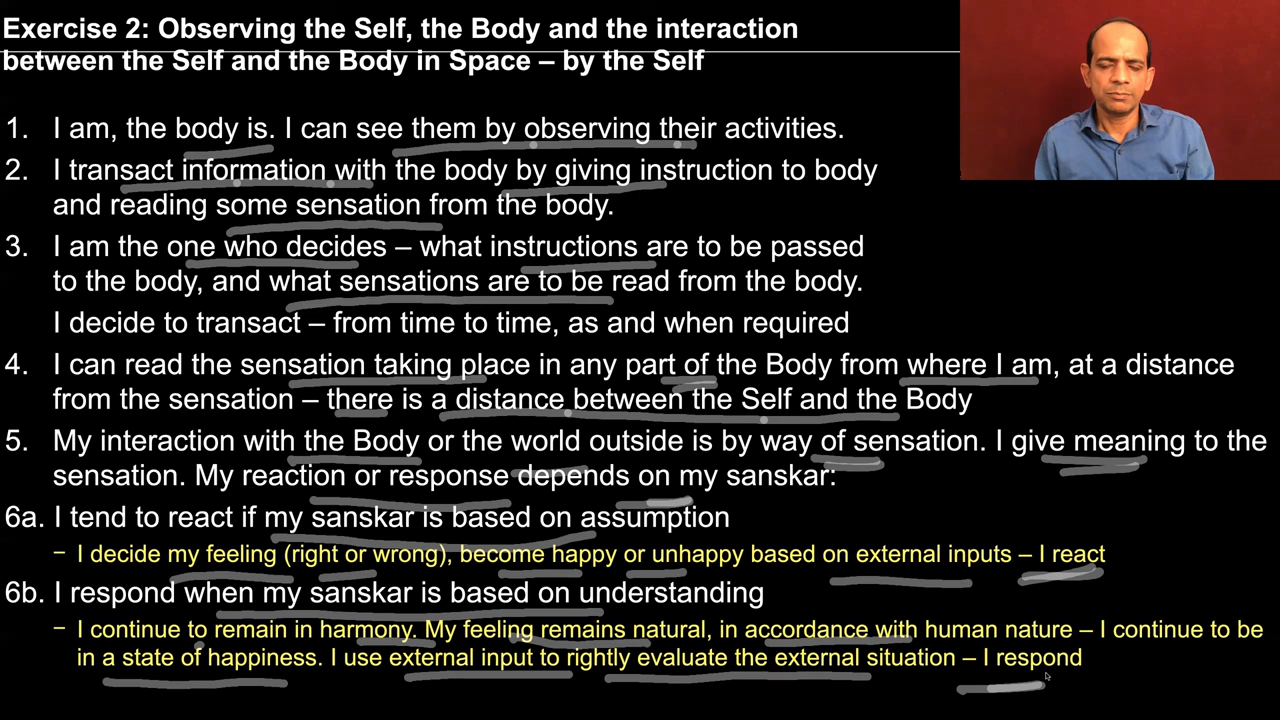 Exercise 2: Observing the Self, the Body and the interaction
between the Self and the Body in Space – by the Self
1. I am, the body is. I can see them by observing their activities.
2. I transact information with the body by giving instruction to body
and reading some sensation from the body.
3. I am the one who decides – what instructions are to be passed
to the body, and what sensations are to be read from the body.
I decide to transact – from time to time, as and when required
4. I can read the sensation taking place in any part of the Body from where I am, at a distance
from the sensation – there is a distance between the Self and the Body
5. My interaction with the Body or the world outside is by way of sensation. I give meaning to the
sensation. My reaction or response depends on my sanskar:
6a. I tend to react if my sanskar is based on assumption
– I decide my feeling (right or wrong), become happy or unhappy based on external inputs – I react
6b. I respond when my sanskar is based on understanding
– I continue to remain in harmony. My feeling remains natural, in accordance with human nature – I continue to be
in a state of happiness. I use external input to rightly evaluate the external situation – I respond